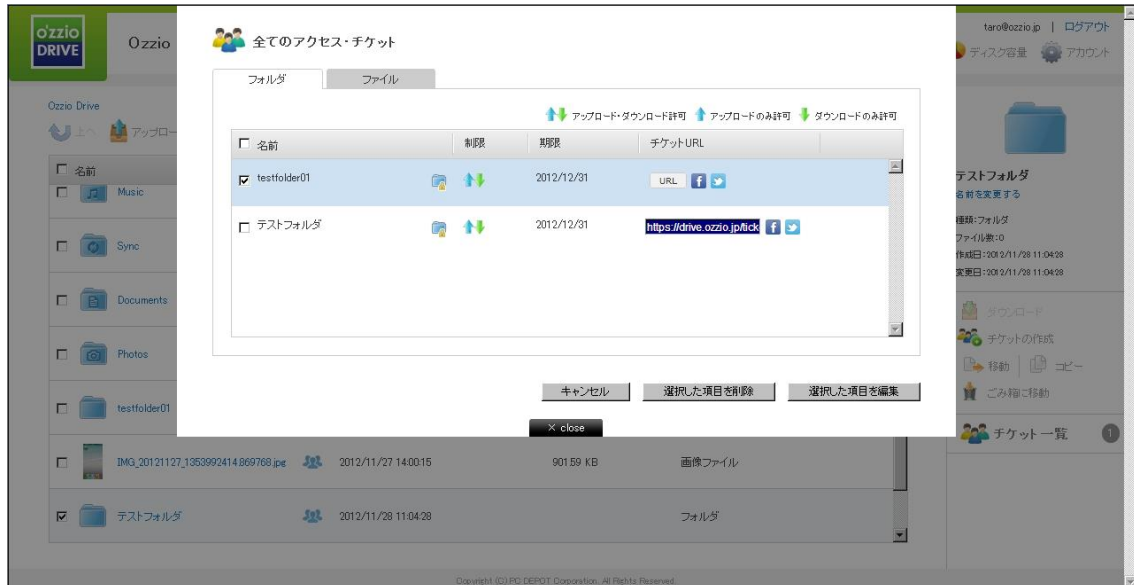 o'zzio
DRIVE
Ozzio
taro@ozzio.jp | ログアウト
ディスク容量 アカウント
全てのアクセス・チケット
フォルダ ファイル
アップロード・ダウンロード許可 アップロードのみ許可 ダウンロードのみ許可
名前 制限 期限 チケットURL
testfolder01 2012/12/31 URL
テストフォルダ 2012/12/31 https://drive.ozzio.jp/tick
キャンセル 選択した項目を削除 選択した項目を編集
× close
Ozzio Drive
上へ アップロー
名前
Music
Sync
Documents
Photos
testfolder01
IMG_20121127_1353992414.869768.jpg 2012/11/27 14:00:15 901.59 KB 画像ファイル
テストフォルダ 2012/11/28 11:04:28 フォルダ
テストフォルダ
名前を変更する
種類:フォルダ
ファイル数:0
作成日:2012/11/28 11:04:28
変更日:2012/11/28 11:04:28
ダウンロード
チケットの作成
移動 コピー
ごみ箱に移動
チケット一覧 1
Copyright (C) PC DEPOT Corporation. All Rights Reserved.